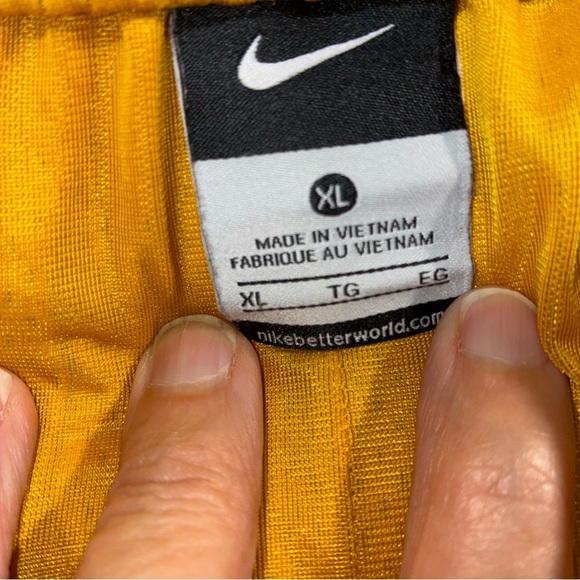 XL
MADE IN VIETNAM
FABRIQUE AU VIETNAM
XL TG EG
nikebetterworld.com